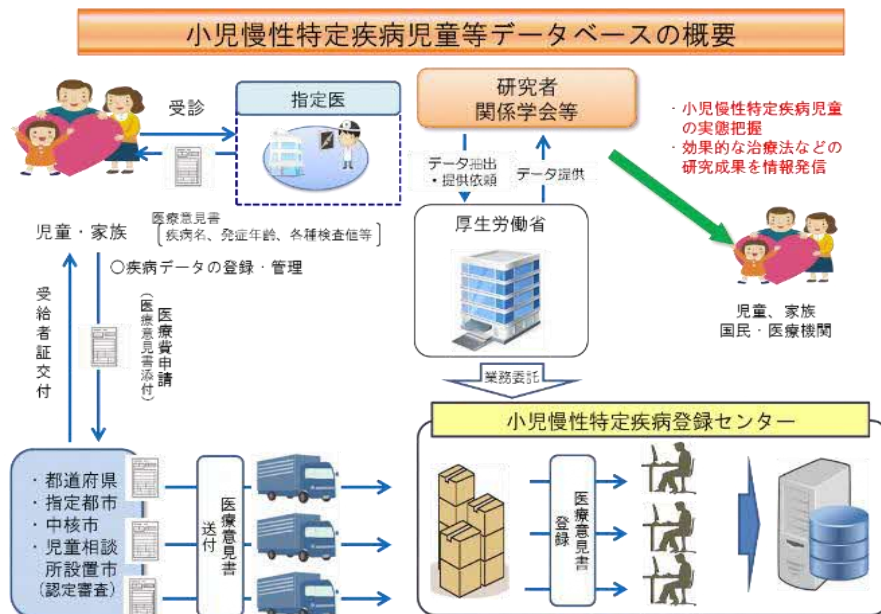 小児慢性特定疾病児童等データベースの概要
受診
指定医
児童・家族
医療意見書
疾病名、発症年齢、各種検査値等
○疾病データの登録・管理
研究者
関係学会等
データ抽出
・提供依頼
データ提供
厚生労働省
・小児慢性特定疾病児童
の実態把握
・効果的な治療法などの
研究成果を情報発信
児童、家族
国民・医療機関
受給者証交付
医療費申請
(医療意見書添付)
業務委託
小児慢性特定疾病登録センター
・都道府県
・指定都市
・中核市
・児童相談
所設置市
(認定審査)
医療意見書
送付
医療意見書
登録